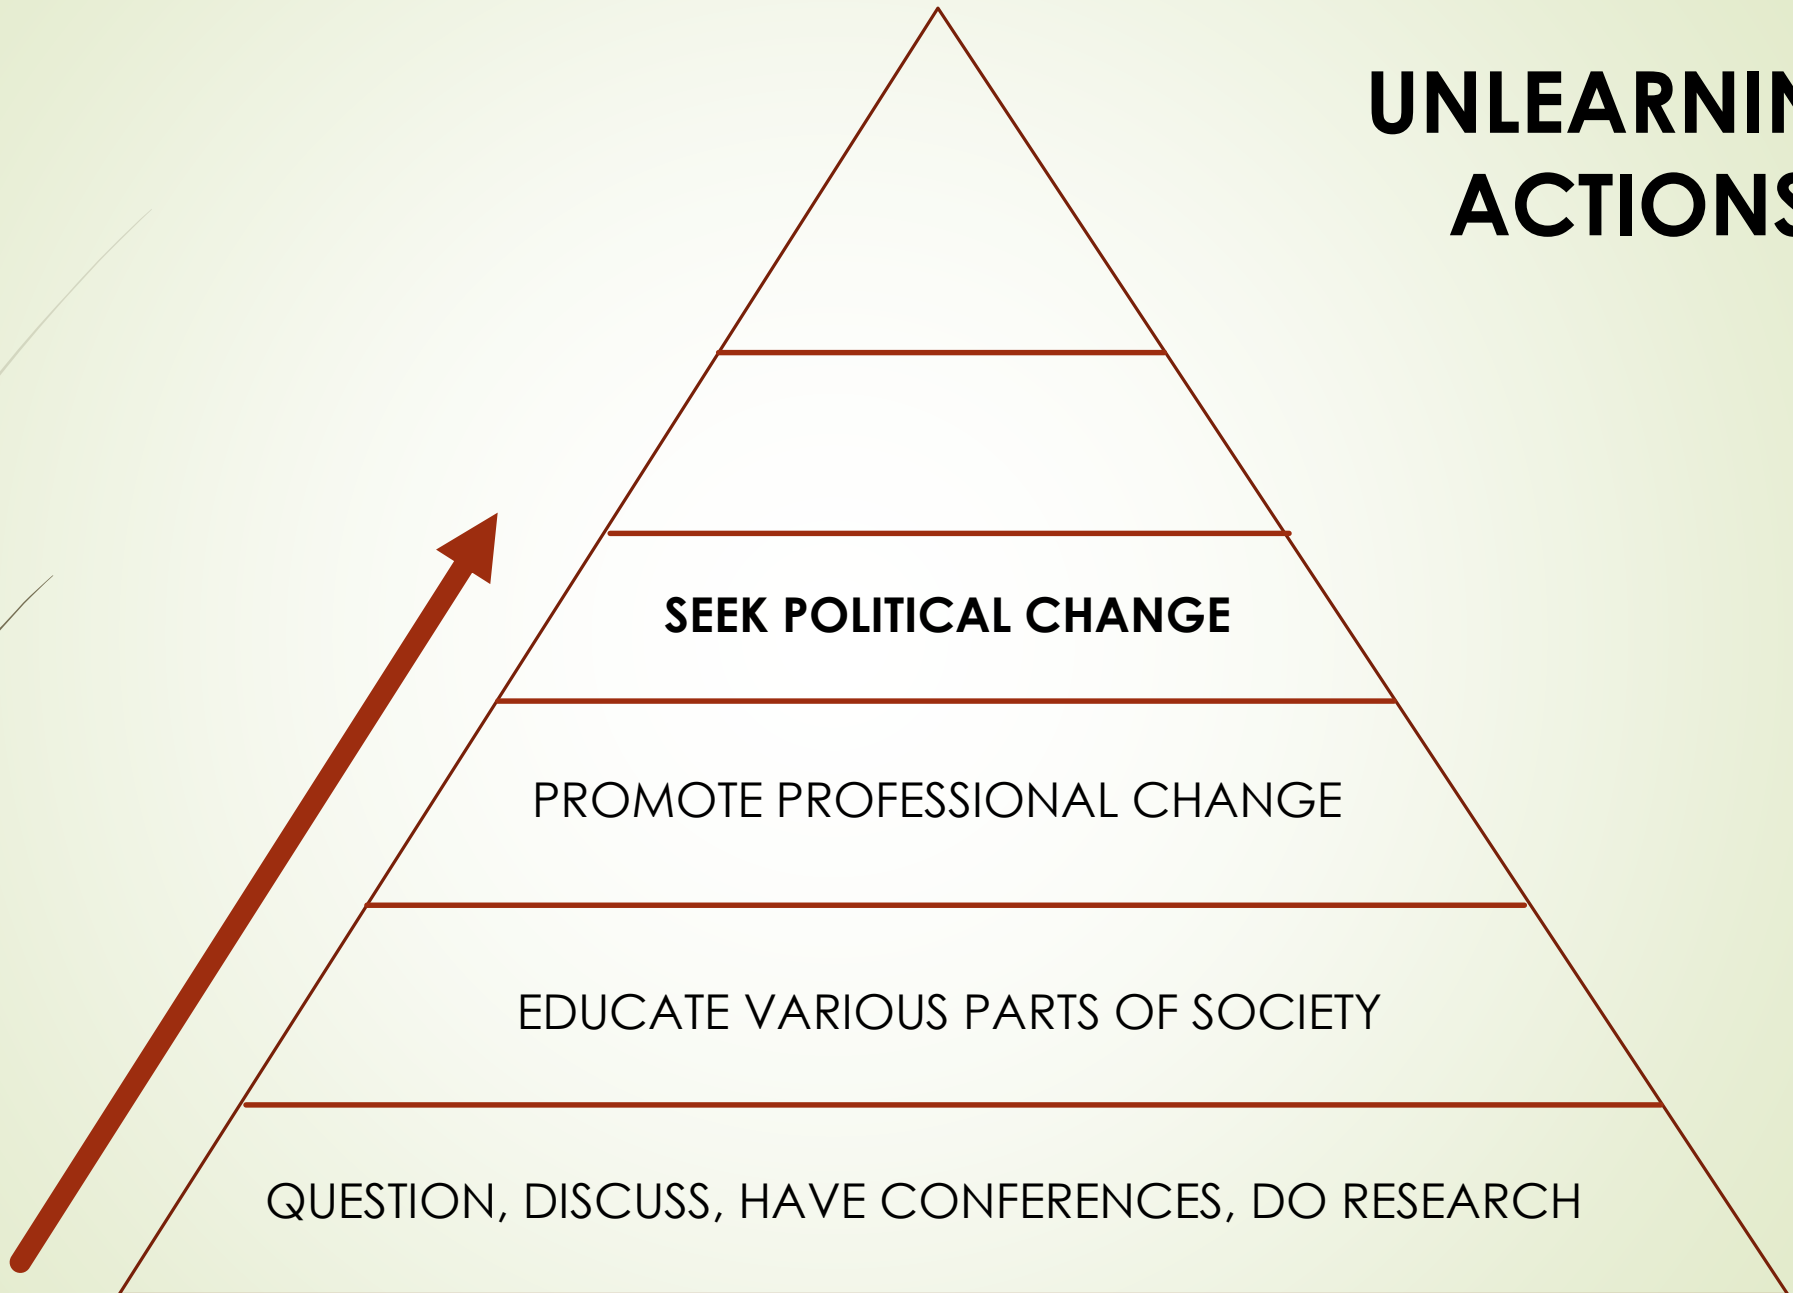 UNLEARNIN
ACTIONS
SEEK POLITICAL CHANGE
PROMOTE PROFESSIONAL CHANGE
EDUCATE VARIOUS PARTS OF SOCIETY
QUESTION, DISCUSS, HAVE CONFERENCES, DO RESEARCH